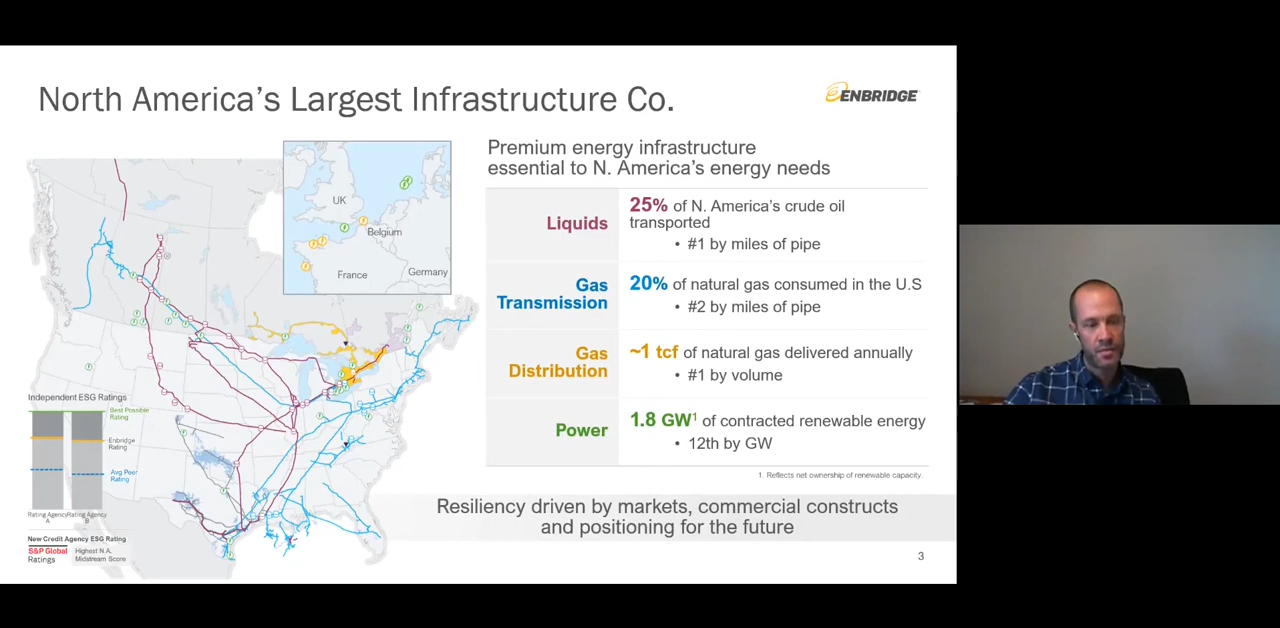 North America's Largest Infrastructure Co.
ENBRIDGE
Premium energy infrastructure
essential to N. America's energy needs
UK
Belgium
France
Germany
Liquids
25% of N. America's crude oil
transported
• #1 by miles of pipe
Gas
Transmission
20% of natural gas consumed in the U.S
• #2 by miles of pipe
Gas
Distribution
~1 tcf of natural gas delivered annually
• #1 by volume
Power
1.8 GW1 of contracted renewable energy
• 12th by GW
1. Reflects net ownership of renewable capacity.
Independent ESG Ratings
Best Possible
Rating
Enbridge
Rating
Avg Peer
Rating
Rating Agency
A
Rating Agency
B
New Credit Agency ESG Rating
S&P Global
Ratings
Highest N.A.
Midstream Score
Resiliency driven by markets, commercial constructs
and positioning for the future
3